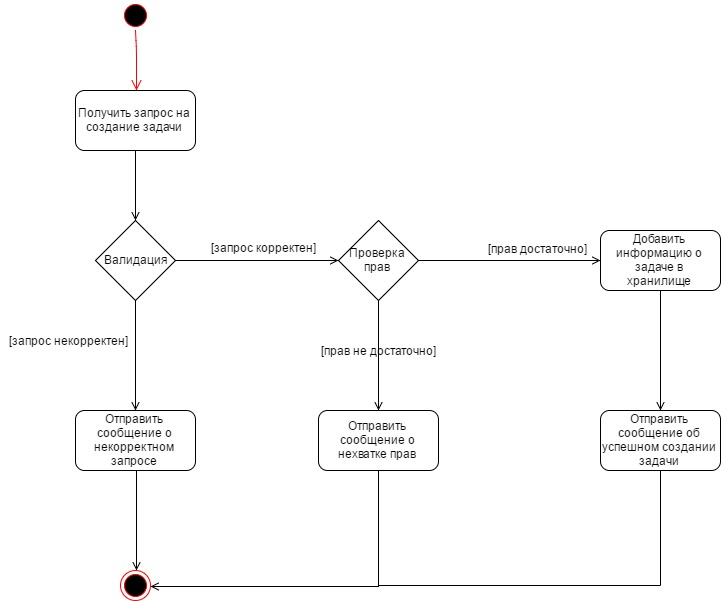 Получить запрос на
создание задачи
Валидация
[запрос корректен]
Проверка
прав
[прав достаточно]
Добавить
информацию о
задаче в
хранилище
[запрос некорректен]
[прав не достаточно]
Отправить
сообщение о
некорректном
запросе
Отправить
сообщение о
нехватке прав
Отправить
сообщение об
успешном создании
задачи